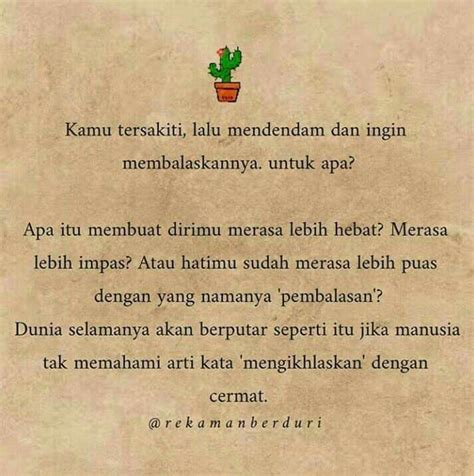 Kamu tersakiti, lalu mendendam dan ingin
membalaskannya. untuk apa?
Apa itu membuat dirimu merasa lebih hebat? Merasa
lebih impas? Atau hatimu sudah merasa lebih puas
dengan yang namanya 'pembalasan'?
Dunia selamanya akan berputar seperti itu jika manusia
tak memahami arti kata 'mengikhlaskan' dengan
cermat.
@rekamanberduri